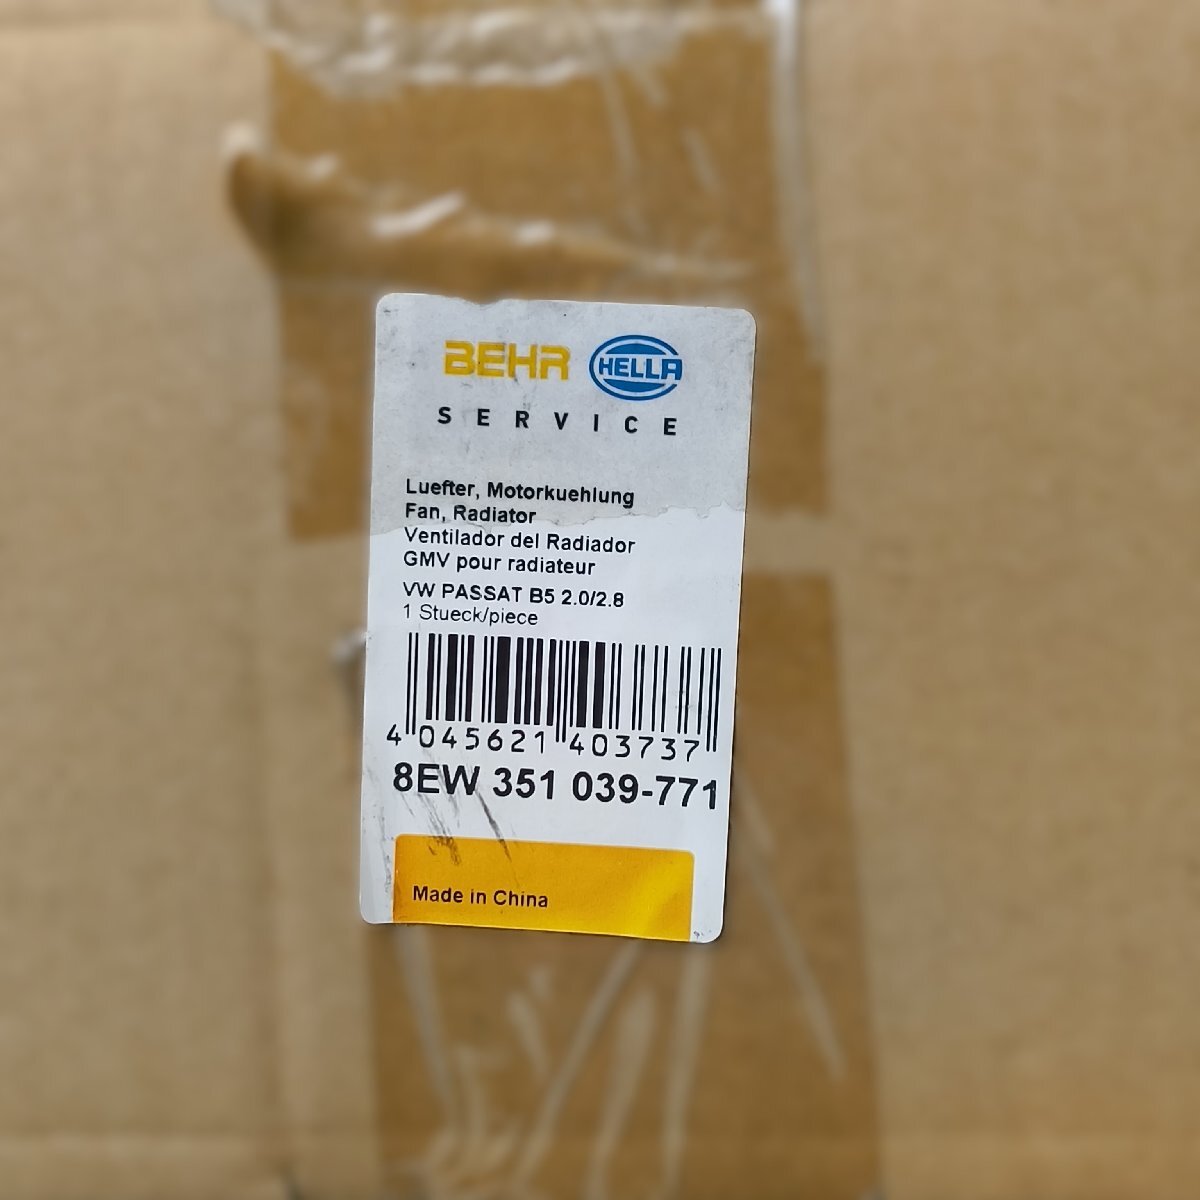 BEHR HELLA
SERVICE
Luefter, Motorkuehlung
Fan, Radiator
Ventilador del Radiador
GMV pour radiateur
VW PASSAT B5 2.0/2.8
1 Stueck/piece
4 045621 403737
8EW 351 039-771
Made in China